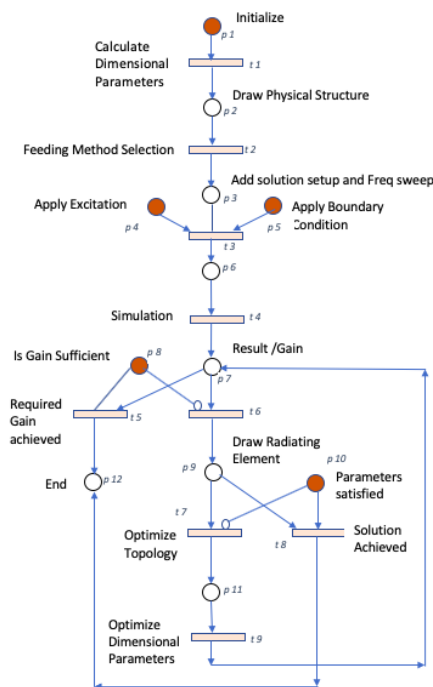 Initialize
p 1
Calculate
Dimensional
Parameters
t 1
Draw Physical Structure
p 2
Feeding Method Selection
t 2
p 3
Add solution setup and Freq sweep
Apply Excitation
p 4
p 5
Apply Boundary
Condition
t 3
p 6
Simulation
t 4
Result /Gain
Is Gain Sufficient
p 8
p 7
Required
Gain
achieved
t 5
t 6
Draw Radiating
Element
p 9
p 10
Parameters
satisfied
End
p 12
t 7
Optimize
Topology
t 8
Solution
Achieved
p 11
Optimize
Dimensional
Parameters
t 9